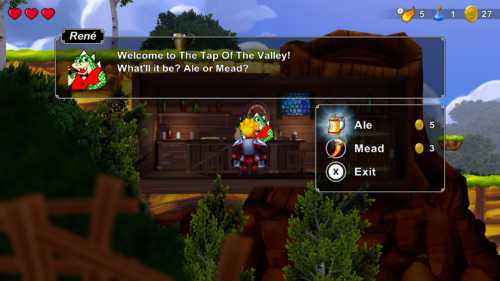 5 1 27
René
Welcome to The Tap Of The Valley!
What'll it be? Ale or Mead?
Ale 5
Mead 3
X Exit